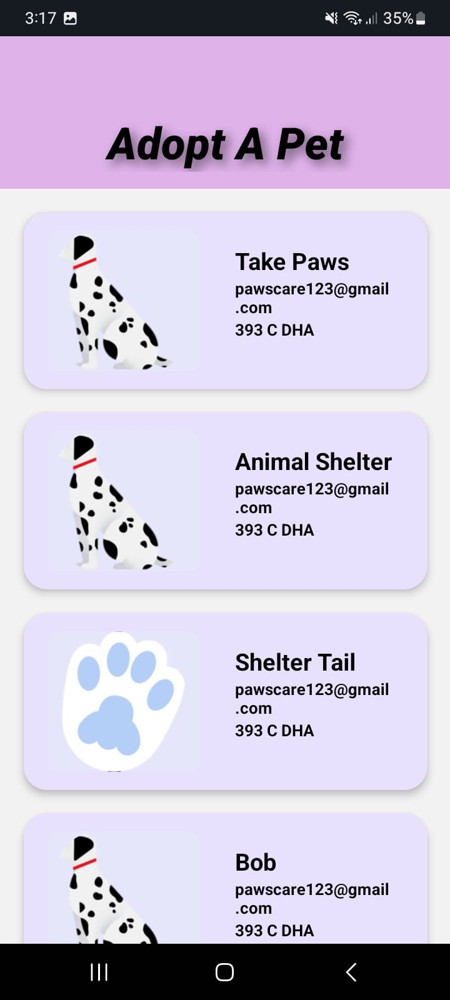 3:17 35%
Adopt A Pet
Take Paws
pawscare123@gmail
.com
393 C DHA
Animal Shelter
pawscare123@gmail
.com
393 C DHA
Shelter Tail
pawscare123@gmail
.com
393 C DHA
Bob
pawscare123@gmail
.com
393 C DHA